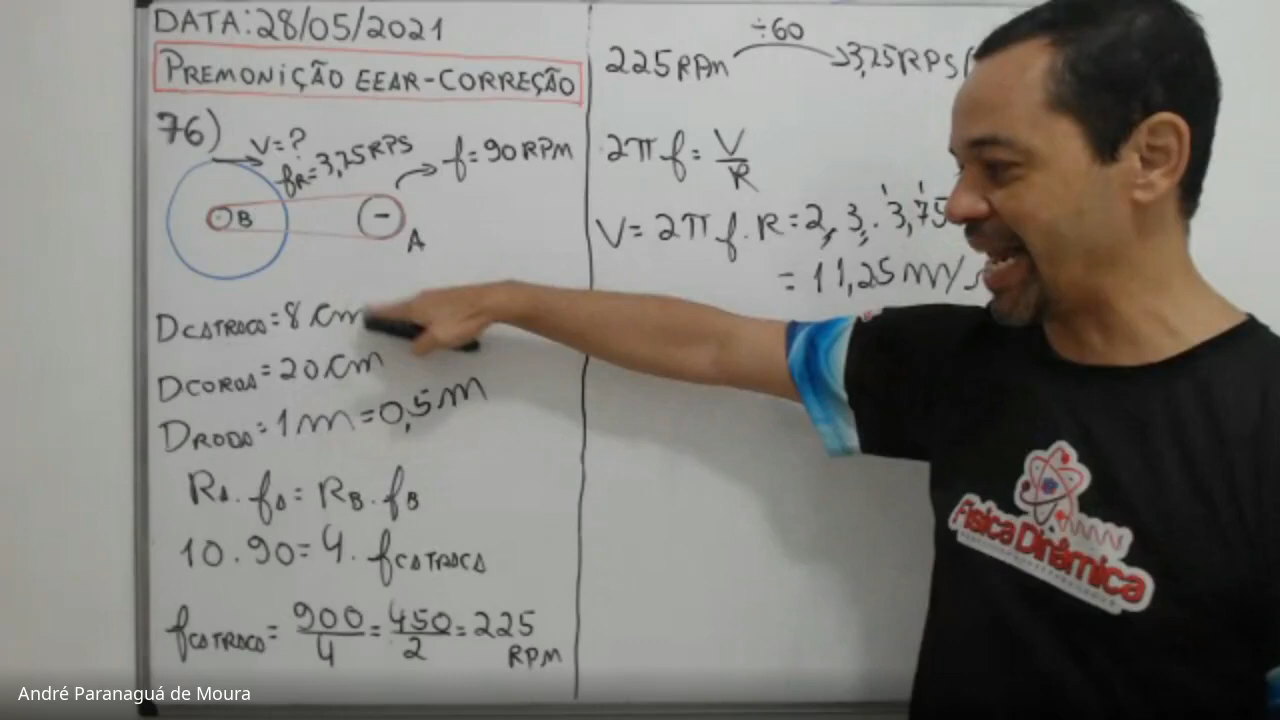 DATA: 28/05/2021
PREMONIÇÃO EEAR-CORREÇÃO
76)
V=?
fR=3,75RPS
f=90RPM
B
A
DCATRACA=8cm
DCOROA=20cm
DRODA=1m=0,5m
RA.fA=RB.fB
10.90=4.fCATRACA
fCATRACA=900/4=450/2=225
RPM
225RPM ÷60 3,75RPS
2πf=V/R
V=2πf.R=2.3.3,75
=11,25m/s
Física Dinâmica
André Paranaguá de Moura